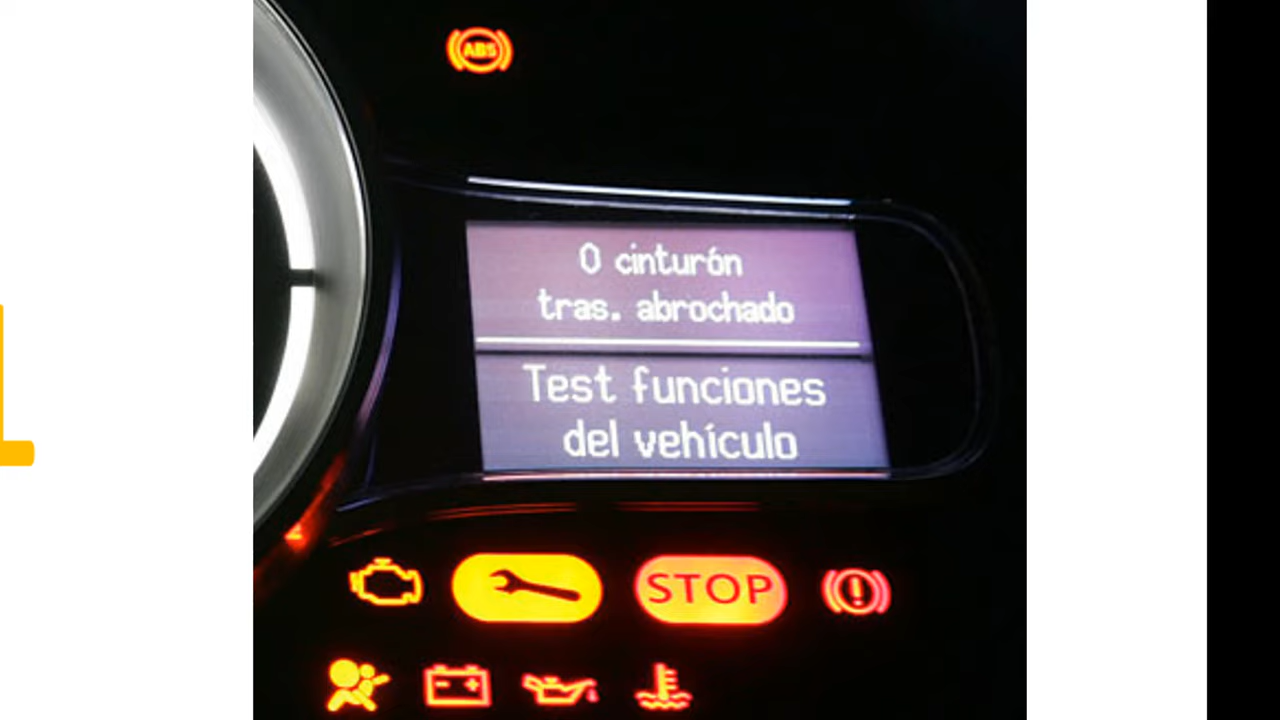 ABS
0 cinturón
tras. abrochado
Test funciones
del vehículo
STOP